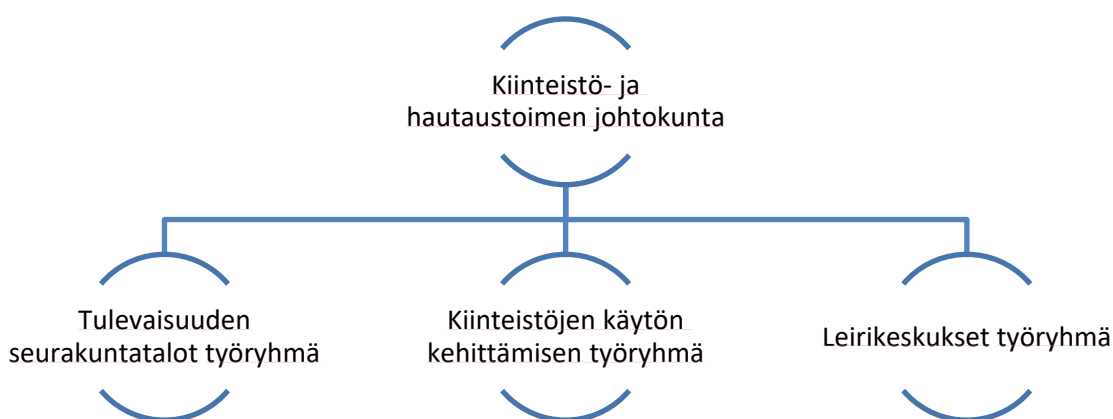 Kiinteistö- ja
hautaustoimen johtokunta
Tulevaisuuden
seurakuntatalot työryhmä
Kiinteistöjen käytön
kehittämisen työryhmä
Leirikeskukset työryhmä